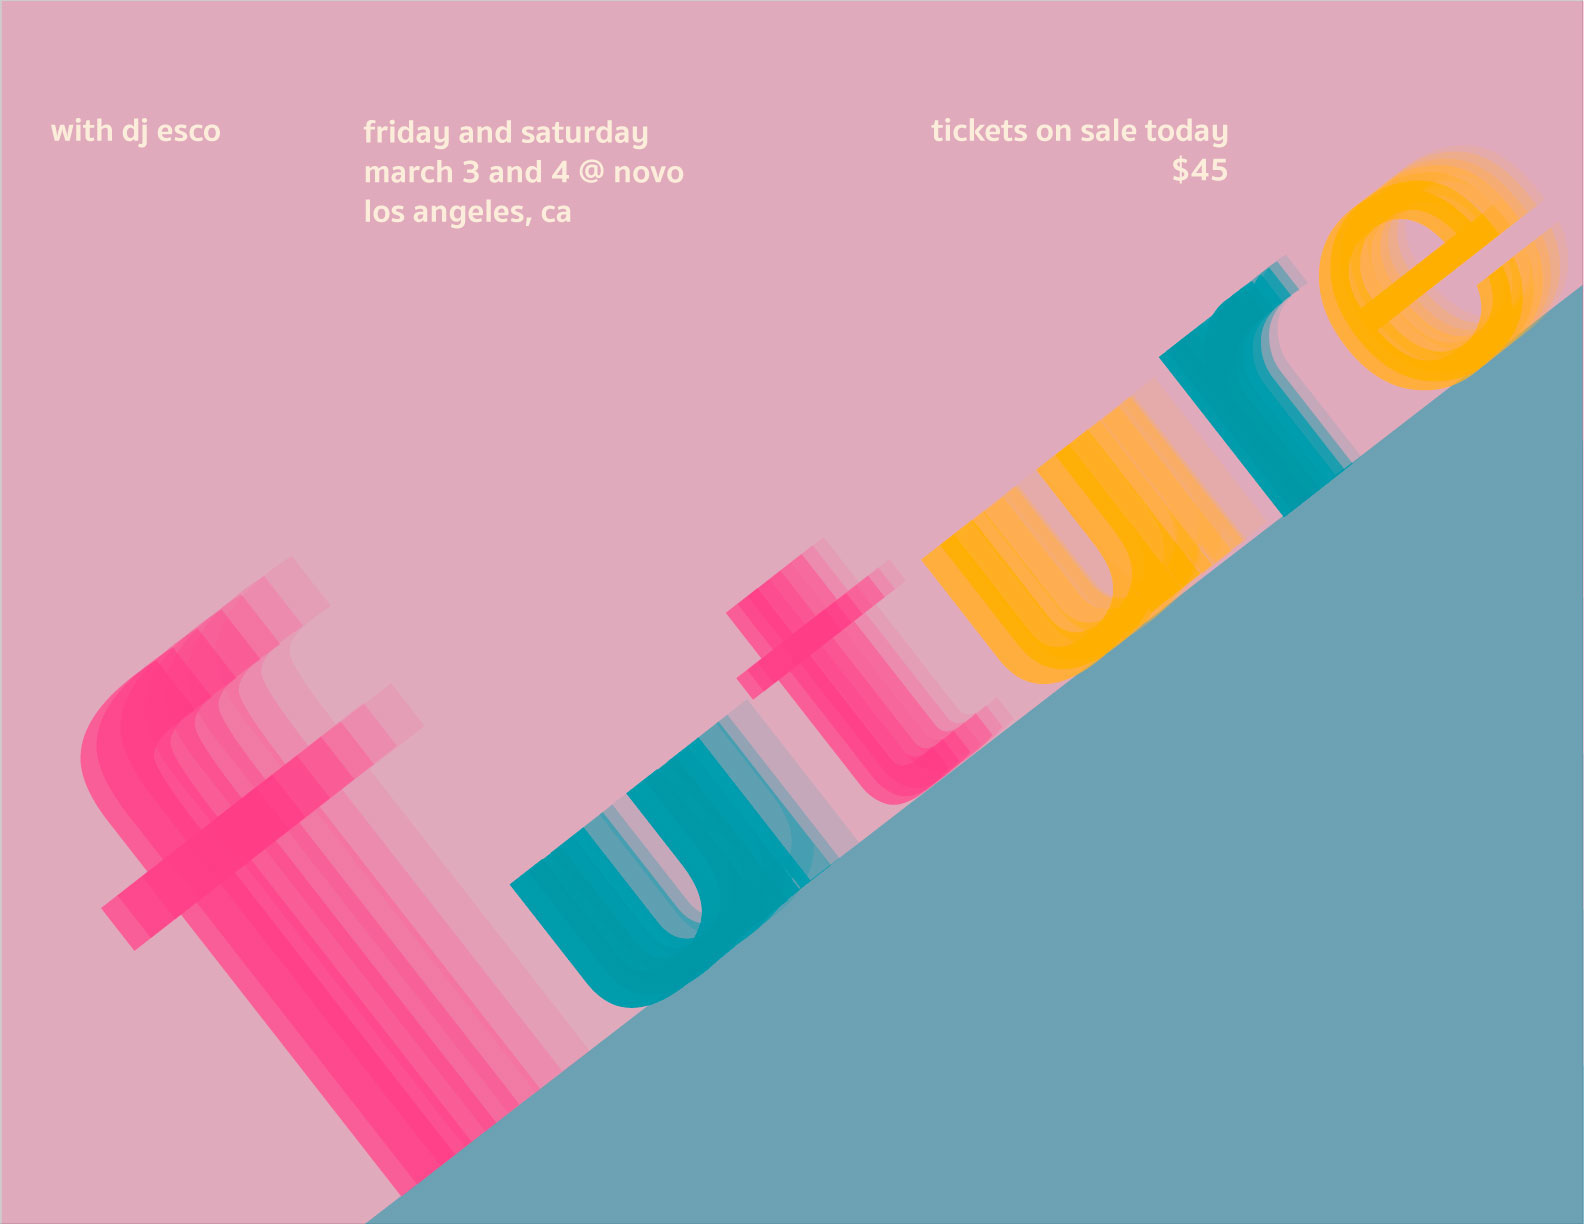 with dj esco
friday and saturday
march 3 and 4 @ novo
los angeles, ca
tickets on sale today
$45
future